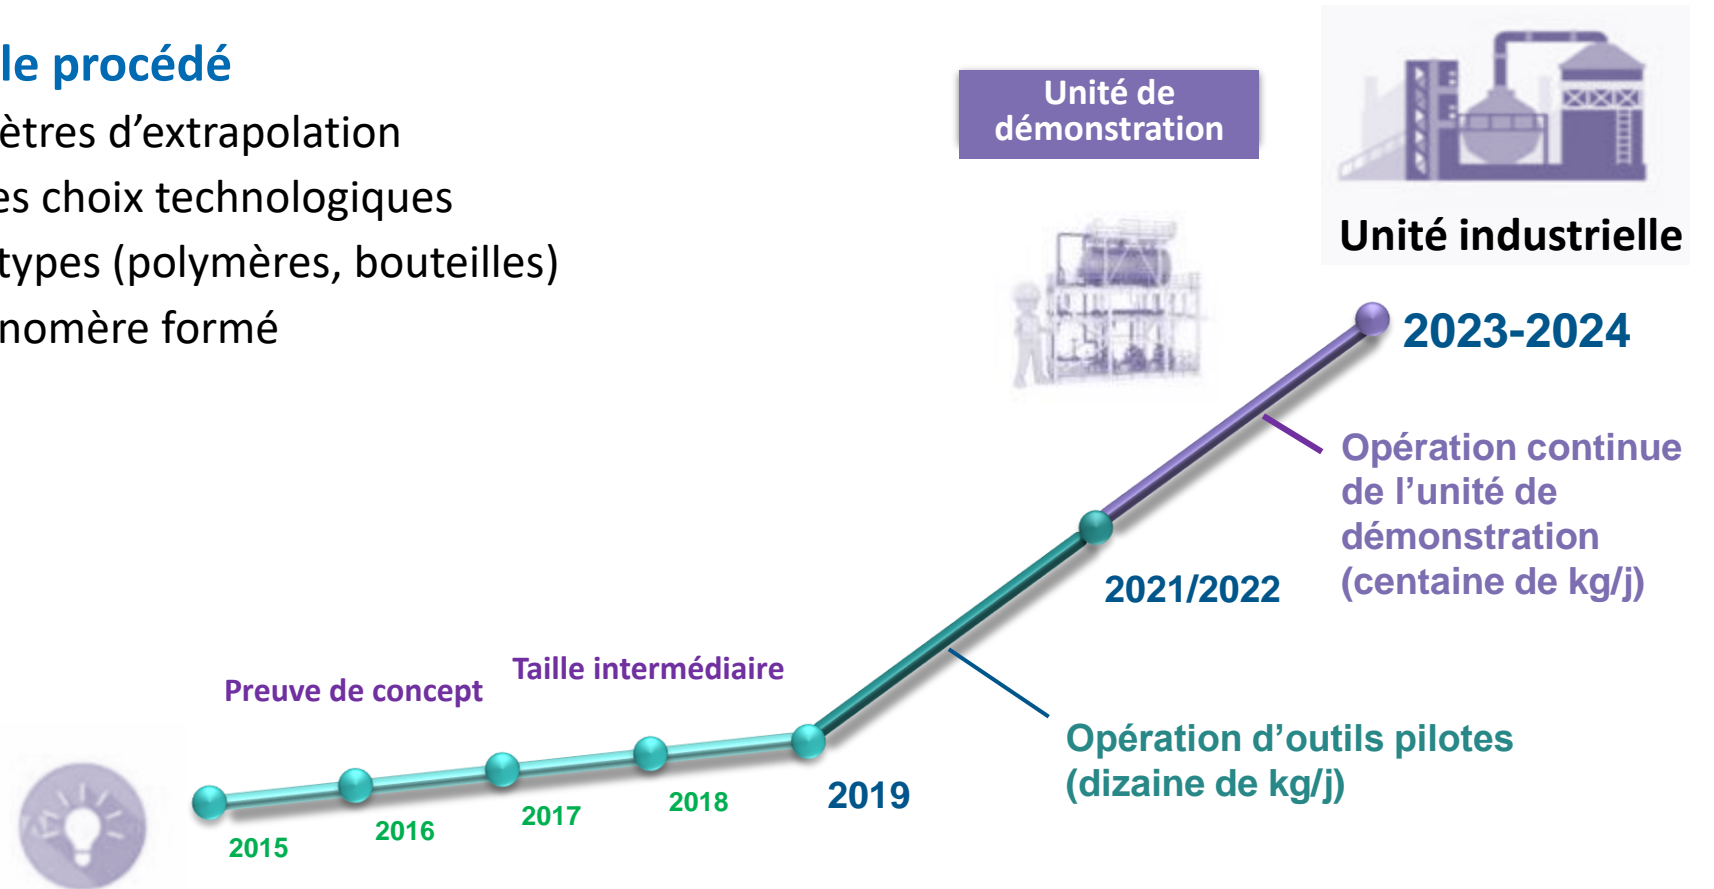 le procédé
ètres d’extrapolation
es choix technologiques
types (polymères, bouteilles)
nomère formé
Unité de
démonstration
Unité industrielle
2023-2024
Opération continue
de l’unité de
démonstration
(centaine de kg/j)
2021/2022
Taille intermédiaire
Preuve de concept
Opération d’outils pilotes
(dizaine de kg/j)
2015
2016
2017
2018
2019